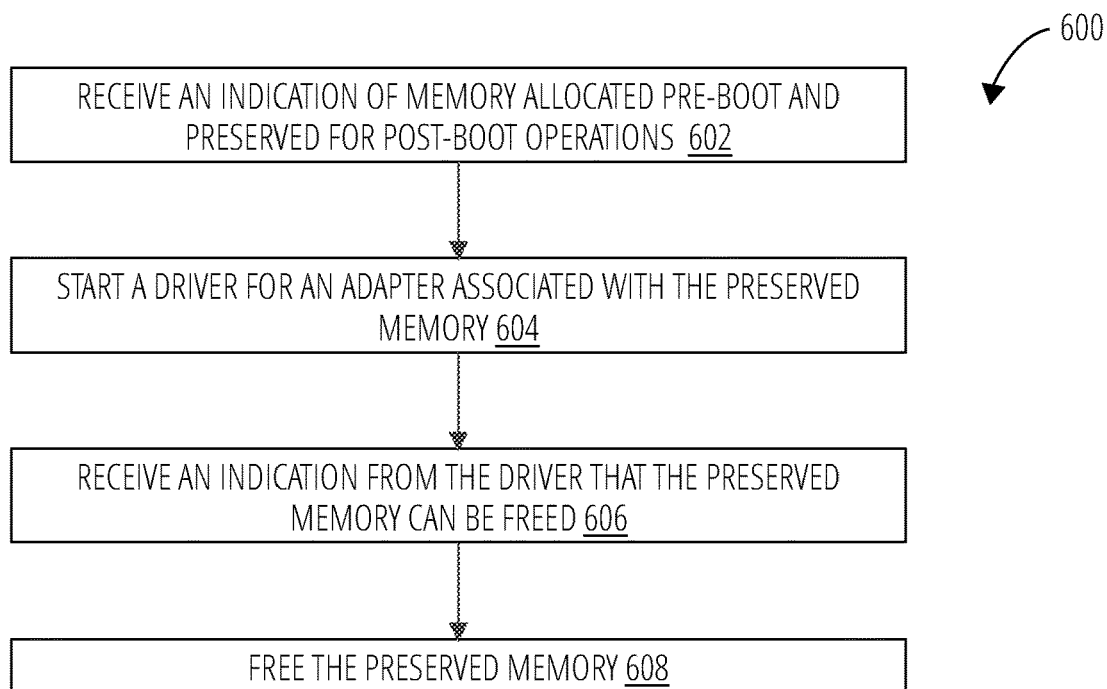 600
RECEIVE AN INDICATION OF MEMORY ALLOCATED PRE-BOOT AND
PRESERVED FOR POST-BOOT OPERATIONS 602
START A DRIVER FOR AN ADAPTER ASSOCIATED WITH THE PRESERVED
MEMORY 604
RECEIVE AN INDICATION FROM THE DRIVER THAT THE PRESERVED
MEMORY CAN BE FREED 606
FREE THE PRESERVED MEMORY 608